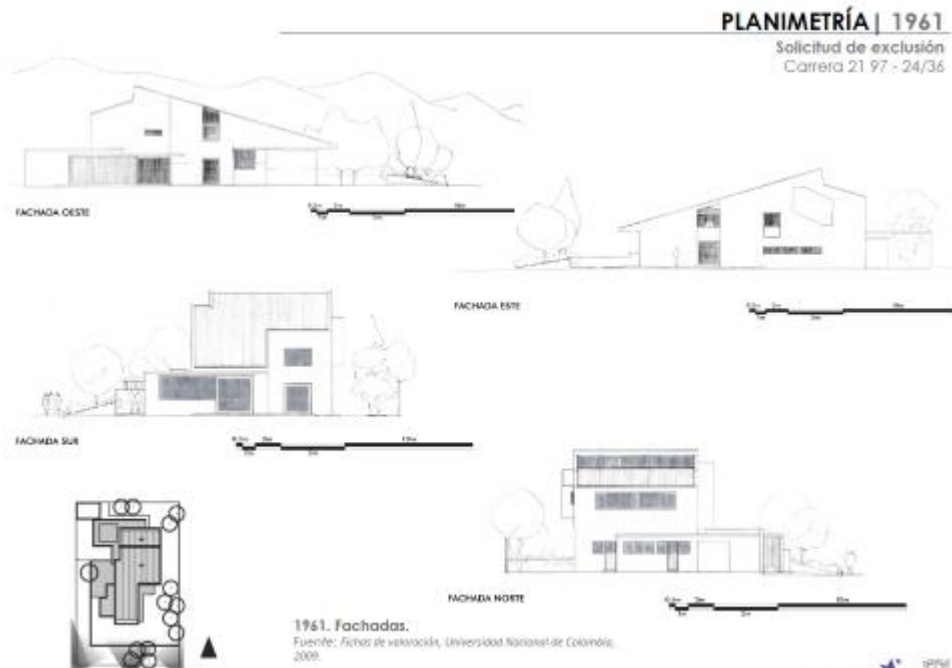 PLANIMETRÍA | 1961
Solicitud de exclusión
Carrera 21 97 - 24/36
FACHADA OESTE
FACHADA ESTE
FACHADA SUR
FACHADA NORTE
1961. Fachadas.
Fuente: Fichas de valoración, Universidad Nacional de Colombia,
2009.